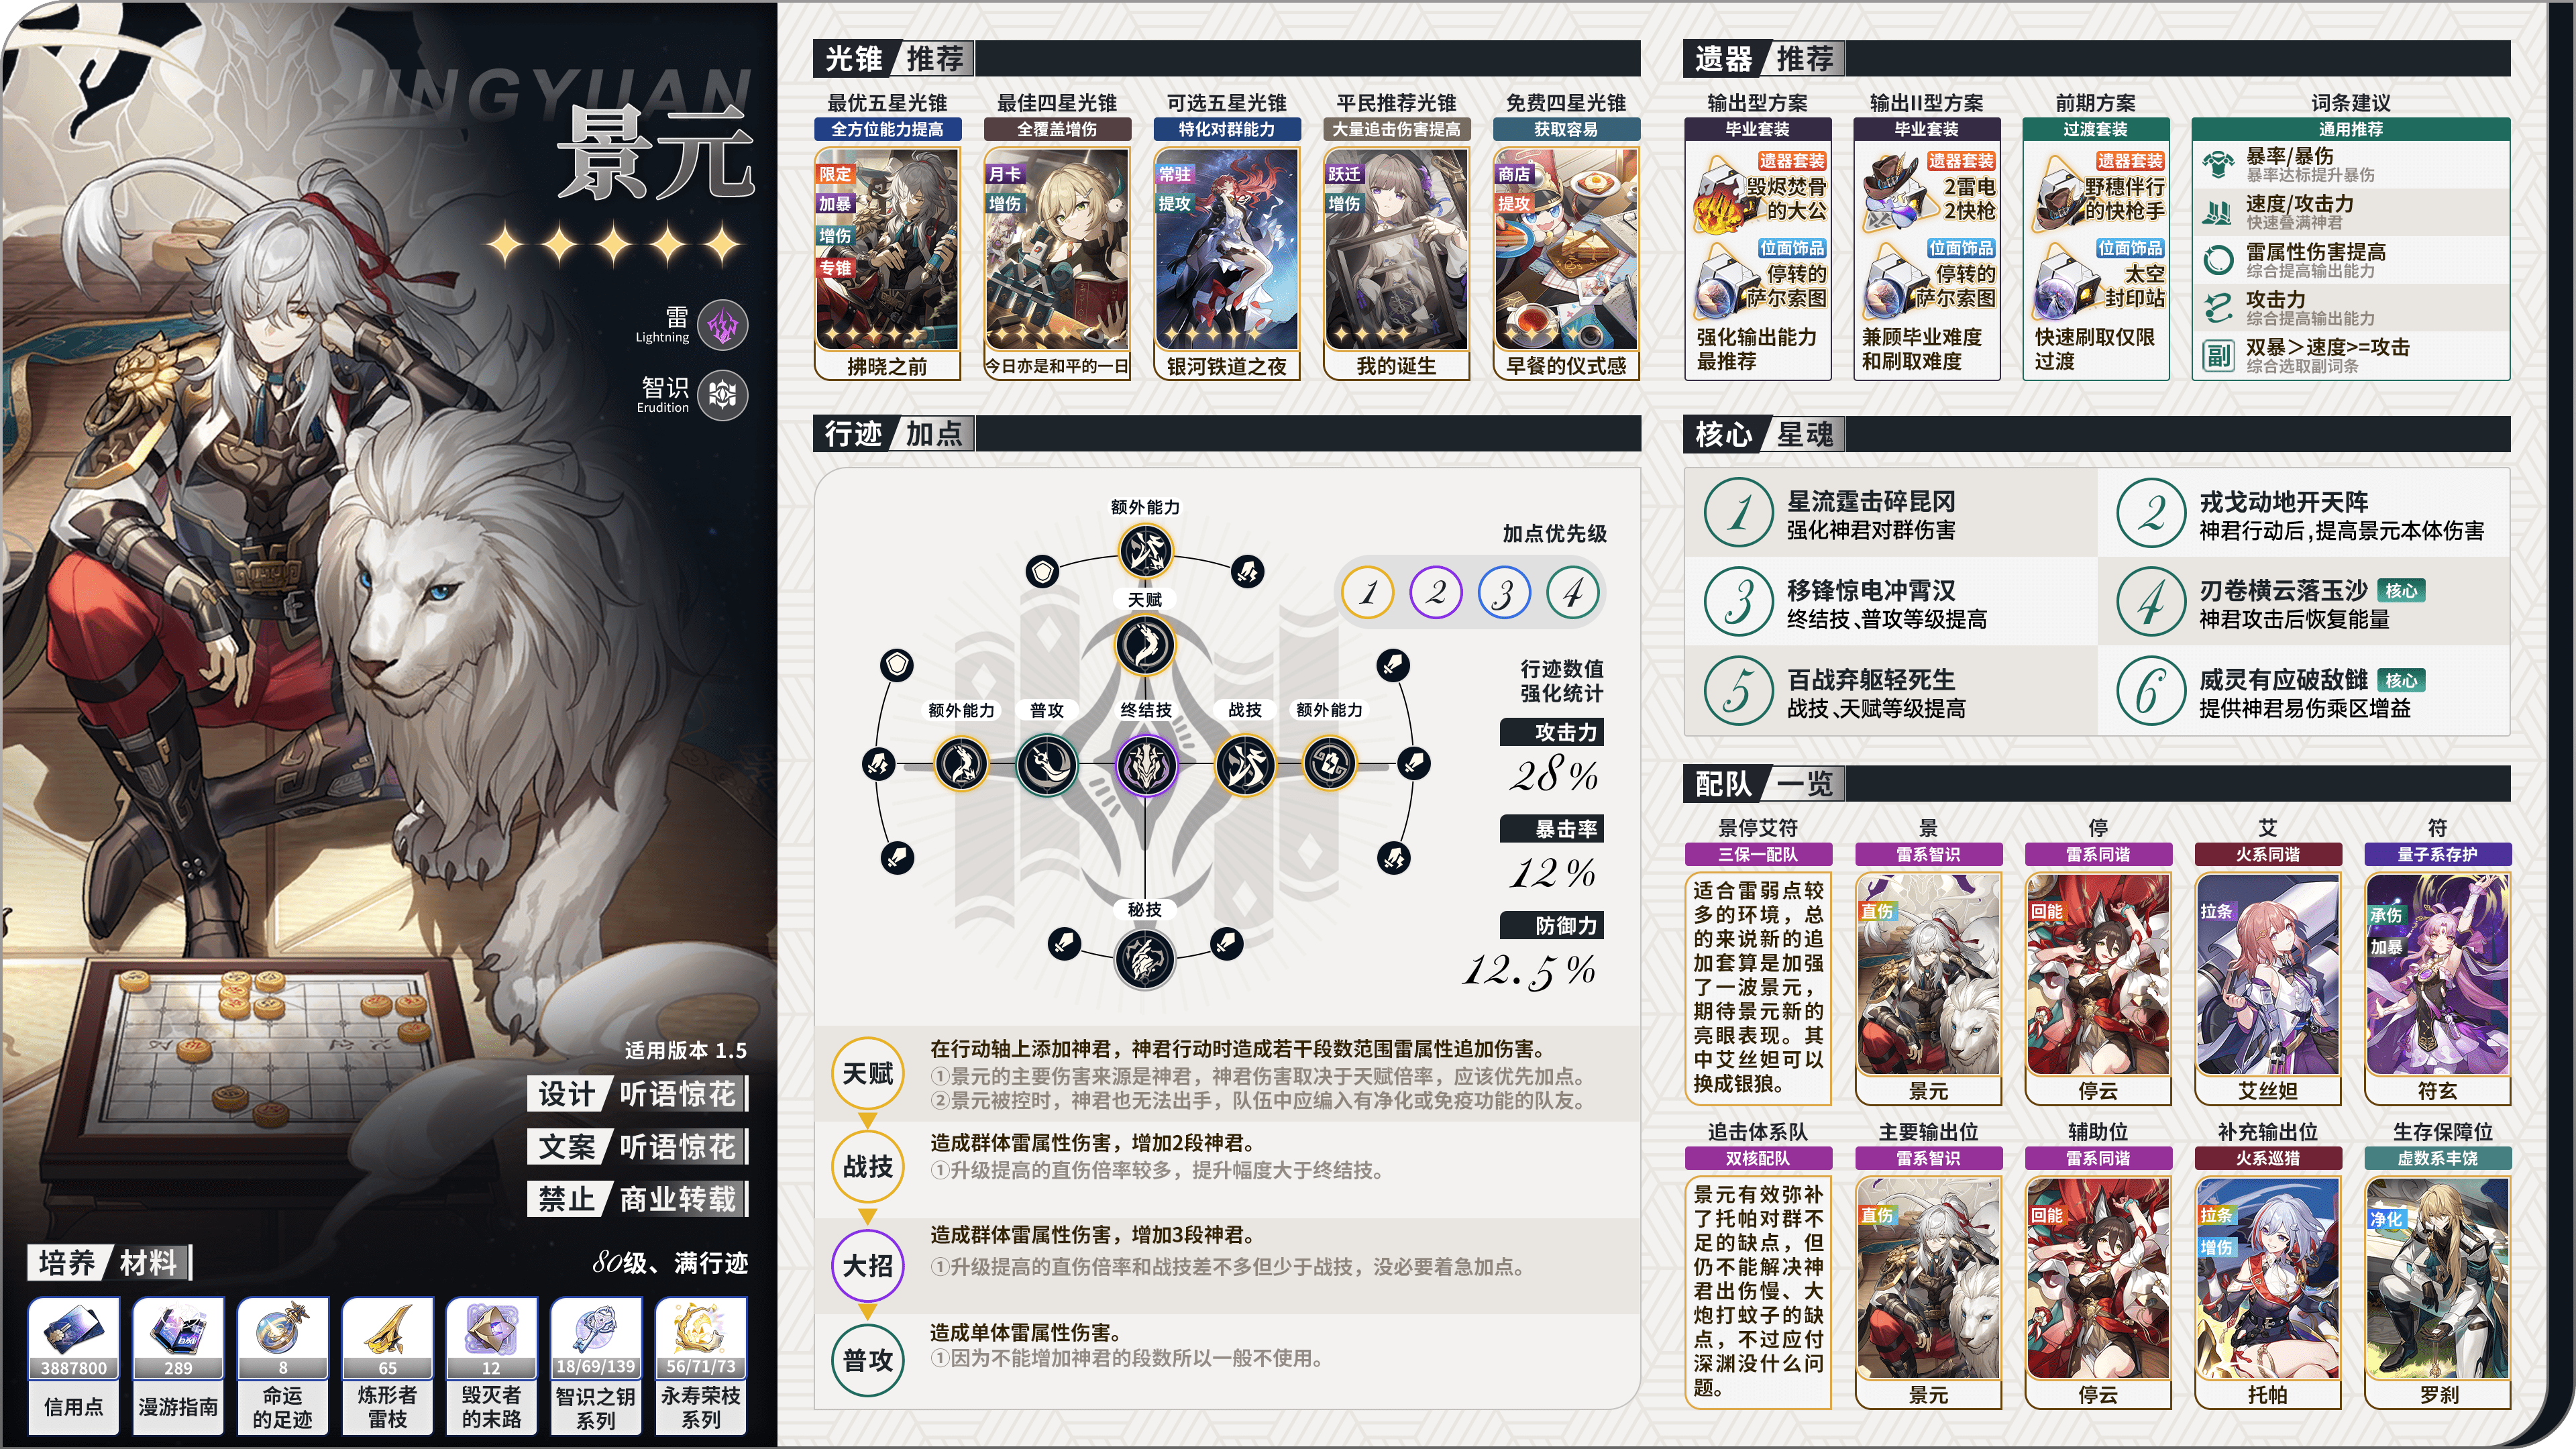 JINGYUAN
景元
雷
Lightning
智识
Erudition
适用版本 1.5
设计 听语惊花
文案 听语惊花
禁止 商业转载
培养 材料
80级、满行迹
3887800
信用点
289
漫游指南
8
命运
的足迹
65
炼形者
雷枝
12
毁灭者
的末路
18/69/139
智识之钥
系列
56/71/73
永寿荣枝
系列
光锥 推荐
最优五星光锥
全方位能力提高
限定
加暴
增伤
专锥
拂晓之前
最佳四星光锥
全覆盖增伤
月卡
增伤
今日亦是和平的一日
可选五星光锥
特化对群能力
常驻
提攻
银河铁道之夜
平民推荐光锥
大量追击伤害提高
跃迁
增伤
我的诞生
免费四星光锥
获取容易
商店
提攻
早餐的仪式感
行迹 加点
额外能力
天赋
额外能力
普攻
终结技
战技
额外能力
秘技
加点优先级
1 2 3 4
行迹数值
强化统计
攻击力
28%
暴击率
12%
防御力
12.5%
天赋
在行动轴上添加神君，神君行动时造成若干段数范围雷属性追加伤害。
①景元的主要伤害来源是神君，神君伤害取决于天赋倍率，应该优先加点。
②景元被控时，神君也无法出手，队伍中应编入有净化或免疫功能的队友。
战技
造成群体雷属性伤害，增加2段神君。
①升级提高的直伤倍率较多，提升幅度大于终结技。
大招
造成群体雷属性伤害，增加3段神君。
①升级提高的直伤倍率和战技差不多但少于战技，没必要着急加点。
普攻
造成单体雷属性伤害。
①因为不能增加神君的段数所以一般不使用。
遗器 推荐
输出型方案
毕业套装
遗器套装
毁烬焚骨
的大公
位面饰品
停转的
萨尔索图
强化输出能力
最推荐
输出II型方案
毕业套装
遗器套装
2雷电
2快枪
位面饰品
停转的
萨尔索图
兼顾毕业难度
和刷取难度
前期方案
过渡套装
遗器套装
野穗伴行
的快枪手
位面饰品
太空
封印站
快速刷取仅限
过渡
词条建议
通用推荐
暴率/暴伤
暴率达标提升暴伤
速度/攻击力
快速叠满神君
雷属性伤害提高
综合提高输出能力
攻击力
综合提高输出能力
副
双暴＞速度>=攻击
综合选取副词条
核心 星魂
1
星流霆击碎昆冈
强化神君对群伤害
2
戎戈动地开天阵
神君行动后,提高景元本体伤害
3
移锋惊电冲霄汉
终结技、普攻等级提高
4
刃卷横云落玉沙 核心
神君攻击后恢复能量
5
百战弃躯轻死生
战技、天赋等级提高
6
威灵有应破敌雠 核心
提供神君易伤乘区增益
配队 一览
景停艾符
三保一配队
适合雷弱点较
多的环境，总
的来说新的追
加套算是加强
了一波景元，
期待景元新的
亮眼表现。其
中艾丝妲可以
换成银狼。
景
雷系智识
直伤
景元
停
雷系同谐
回能
停云
艾
火系同谐
拉条
艾丝妲
符
量子系存护
承伤
加暴
符玄
追击体系队
双核配队
景元有效弥补
了托帕对群不
足的缺点，但
仍不能解决神
君出伤慢、大
炮打蚊子的缺
点，不过应付
深渊没什么问
题。
主要输出位
雷系智识
直伤
景元
辅助位
雷系同谐
回能
停云
补充输出位
火系巡猎
拉条
增伤
托帕
生存保障位
虚数系丰饶
净化
罗刹